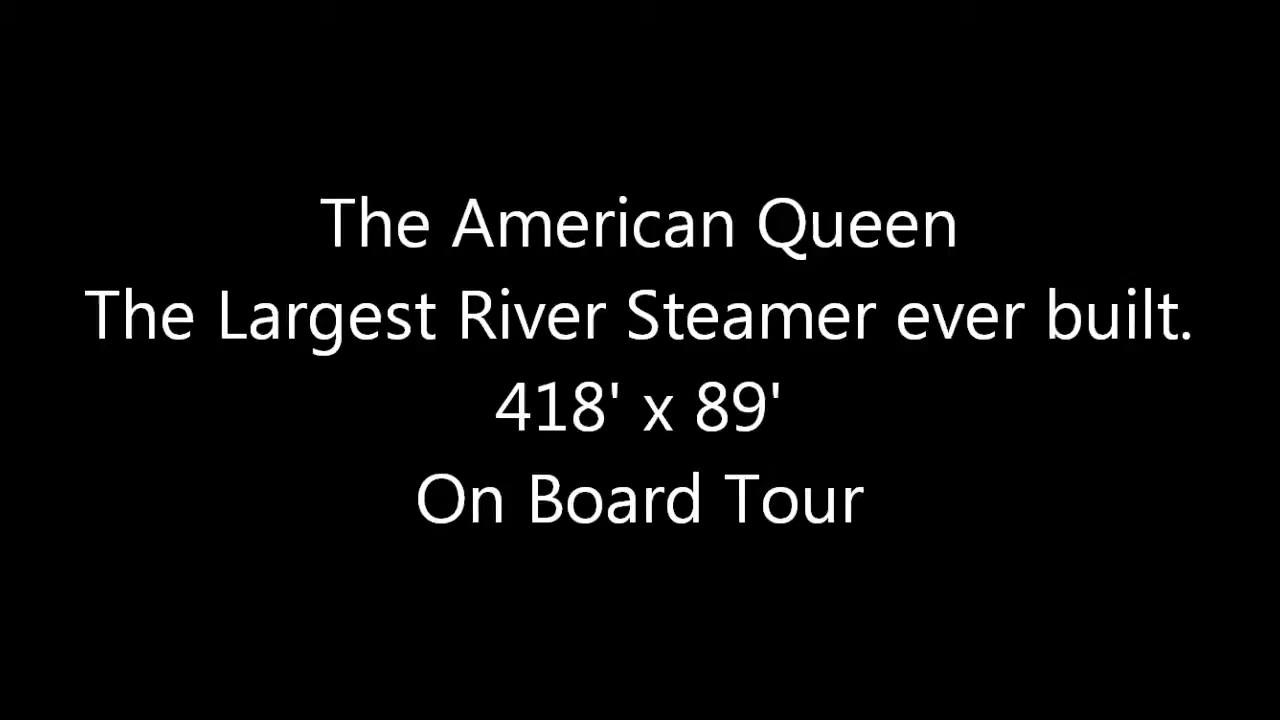 The American Queen
The Largest River Steamer ever built.
418' x 89'
On Board Tour